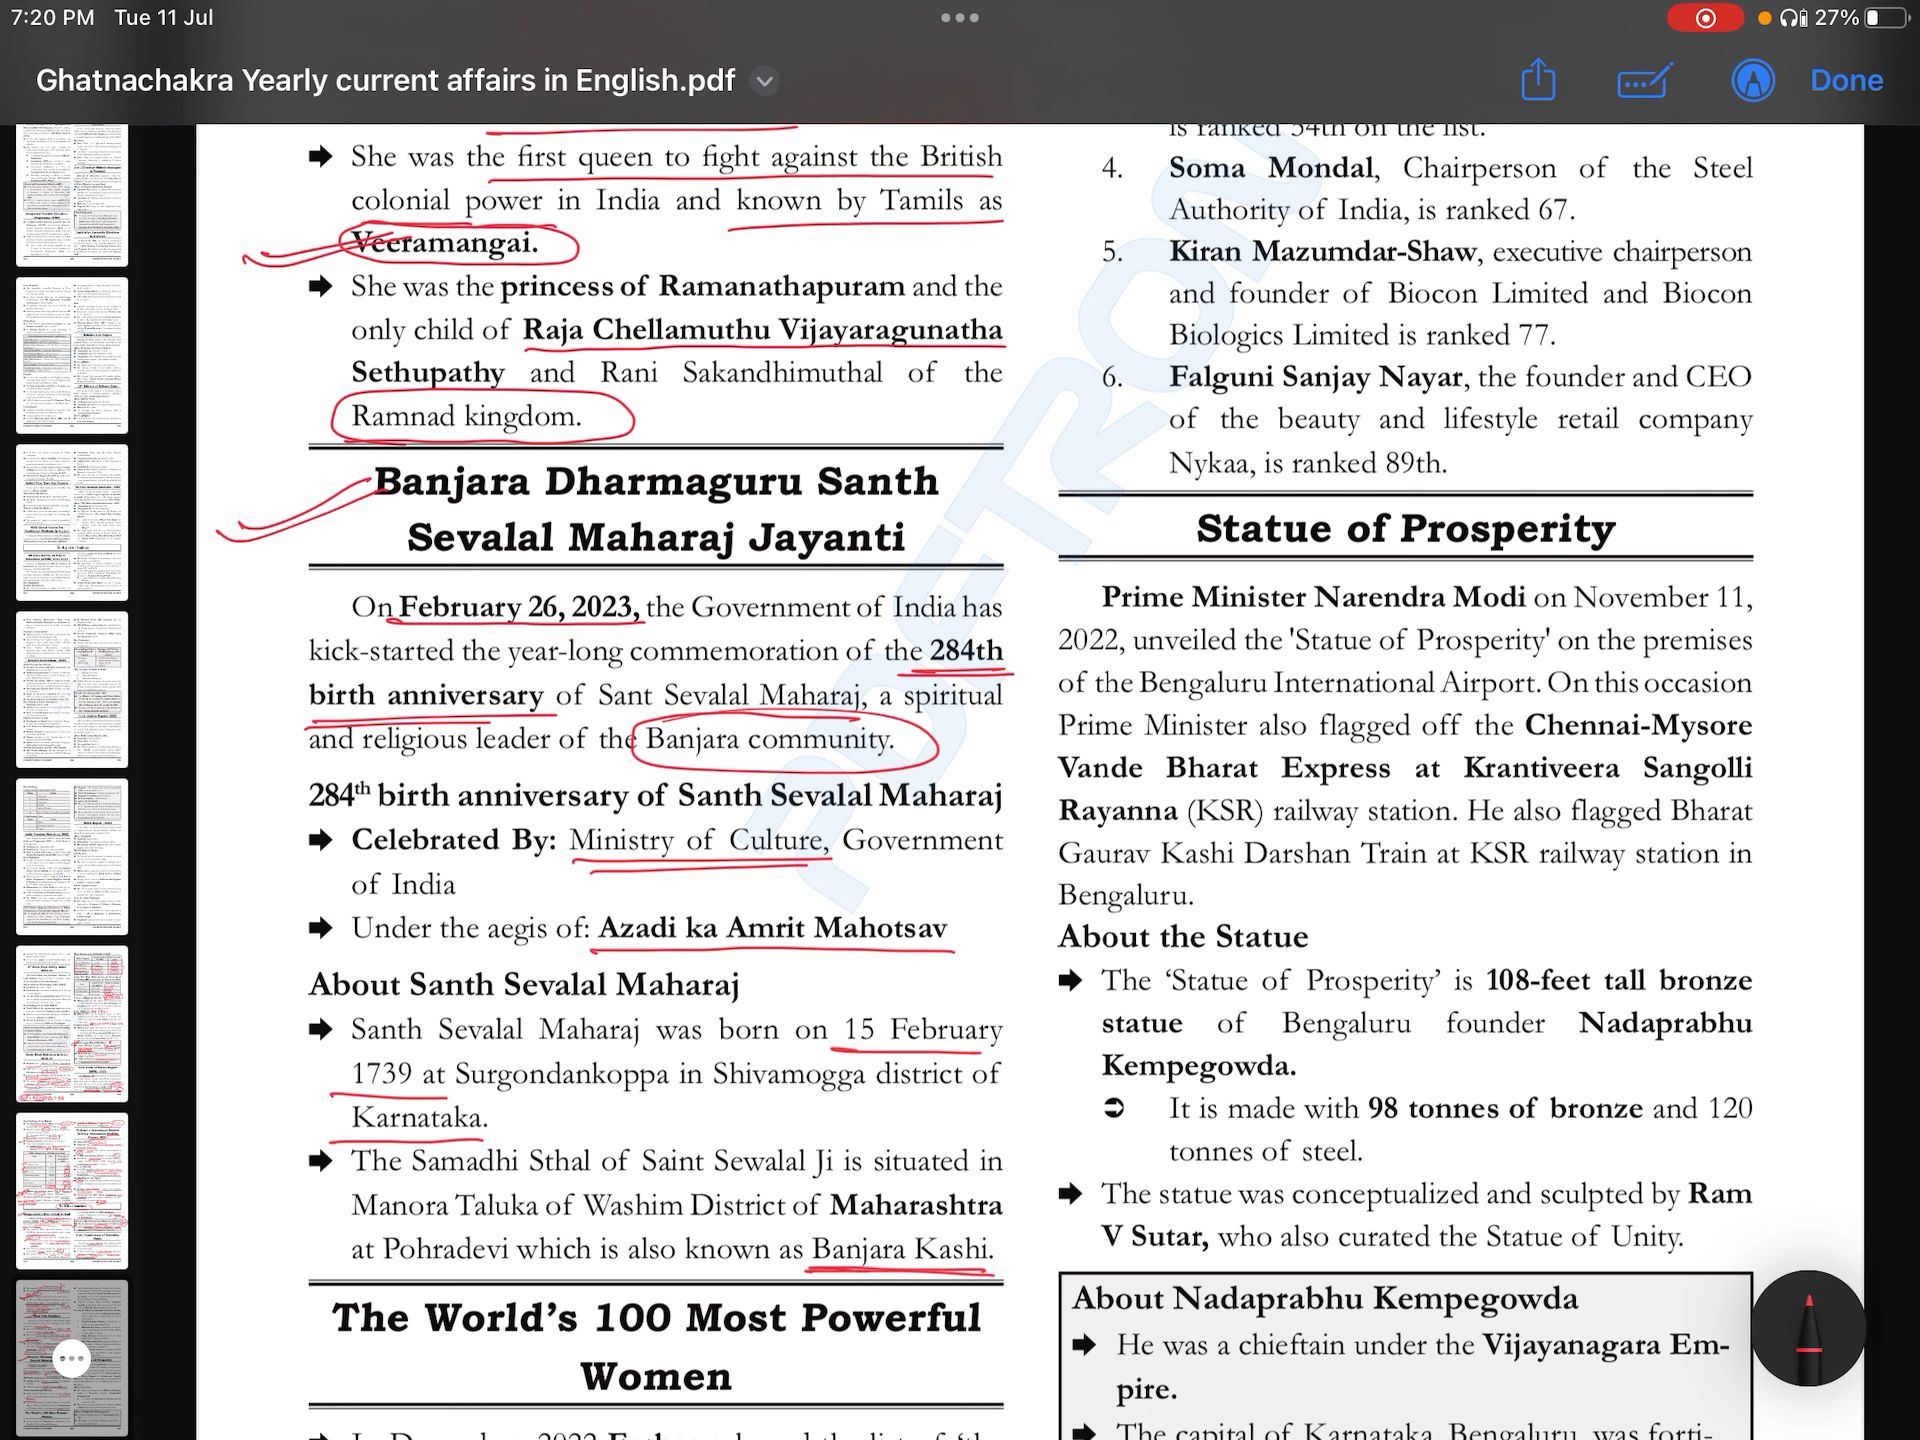 7:20 PM Tue 11 Jul
27%
Ghatnachakra Yearly current affairs in English.pdf
Done
She was the first queen to fight against the British
colonial power in India and known by Tamils as
Veeramangai.
She was the princess of Ramanathapuram and the
only child of Raja Chellamuthu Vijayaragunatha
Sethupathy and Rani Sakandhimuthal of the
Ramnad kingdom.
Banjara Dharmaguru Santh
Sevalal Maharaj Jayanti
On February 26, 2023, the Government of India has
kick-started the year-long commemoration of the 284th
birth anniversary of Sant Sevalal Maharaj, a spiritual
and religious leader of the Banjara community.
284th birth anniversary of Santh Sevalal Maharaj
Celebrated By: Ministry of Culture, Government
of India
Under the aegis of: Azadi ka Amrit Mahotsav
About Santh Sevalal Maharaj
Santh Sevalal Maharaj was born on 15 February
1739 at Surgondankoppa in Shivamogga district of
Karnataka.
The Samadhi Sthal of Saint Sewalal Ji is situated in
Manora Taluka of Washim District of Maharashtra
at Pohradevi which is also known as Banjara Kashi.
The World's 100 Most Powerful
Women
is ranked 54th on the list.
4. Soma Mondal, Chairperson of the Steel
Authority of India, is ranked 67.
5. Kiran Mazumdar-Shaw, executive chairperson
and founder of Biocon Limited and Biocon
Biologics Limited is ranked 77.
6. Falguni Sanjay Nayar, the founder and CEO
of the beauty and lifestyle retail company
Nykaa, is ranked 89th.
Statue of Prosperity
Prime Minister Narendra Modi on November 11,
2022, unveiled the 'Statue of Prosperity' on the premises
of the Bengaluru International Airport. On this occasion
Prime Minister also flagged off the Chennai-Mysore
Vande Bharat Express at Krantiveera Sangolli
Rayanna (KSR) railway station. He also flagged Bharat
Gaurav Kashi Darshan Train at KSR railway station in
Bengaluru.
About the Statue
The ‘Statue of Prosperity’ is 108-feet tall bronze
statue of Bengaluru founder Nadaprabhu
Kempegowda.
It is made with 98 tonnes of bronze and 120
tonnes of steel.
The statue was conceptualized and sculpted by Ram
V Sutar, who also curated the Statue of Unity.
About Nadaprabhu Kempegowda
He was a chieftain under the Vijayanagara Em-
pire.
The capital of Karnataka, Bengaluru, was forti-